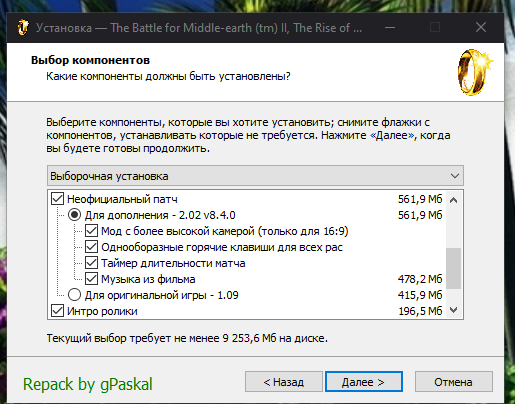 Установка — The Battle for Middle-earth (tm) II, The Rise of ...
Выбор компонентов
Какие компоненты должны быть установлены?
Выберите компоненты, которые вы хотите установить; снимите флажки с
компонентов, устанавливать которые не требуется. Нажмите «Далее», когда
вы будете готовы продолжить.
Выборочная установка
Неофициальный патч 561,9 Мб
Для дополнения - 2.02 v8.4.0 561,9 Мб
Мод с более высокой камерой (только для 16:9)
Однообразные горячие клавиши для всех рас
Таймер длительности матча
Музыка из фильма 478,2 Мб
Для оригинальной игры - 1.09 415,9 Мб
Интро ролики 196,5 Мб
Текущий выбор требует не менее 9 253,6 Мб на диске.
Repack by gPaskal
< Назад
Далее >
Отмена